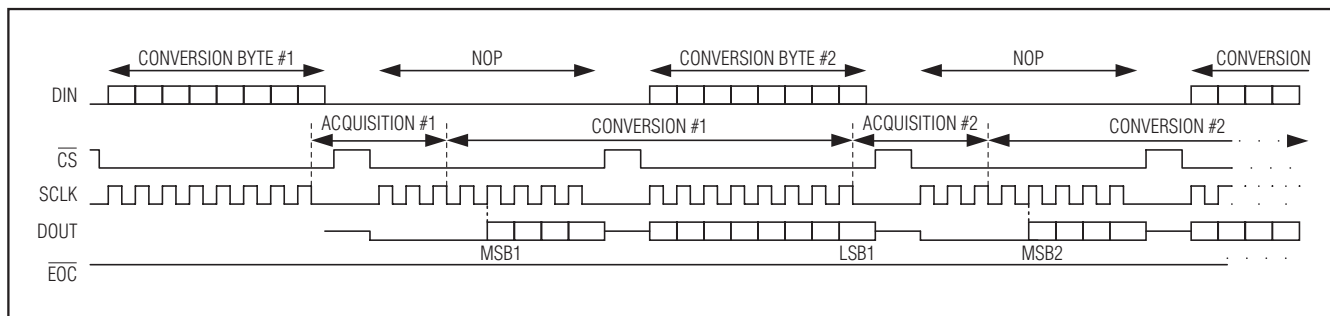 CONVERSION BYTE #1 NOP CONVERSION BYTE #2 NOP CONVERSION
DIN
ACQUISITION #1 CONVERSION #1 ACQUISITION #2 CONVERSION #2
CS
SCLK
DOUT
MSB1 LSB1 MSB2
EOC